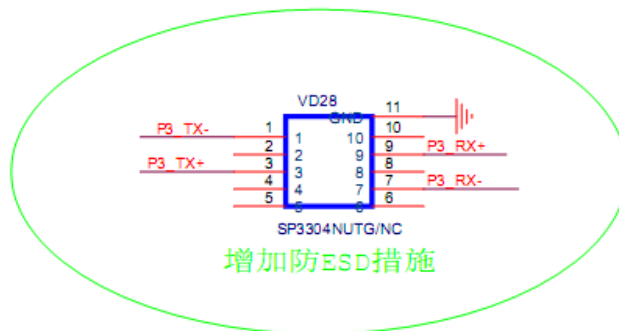 VD28
GND 11
P3_TX- 1 1 10 10
2 2 9 9 P3_RX+
P3_TX+ 3 3 8 8
4 4 7 7 P3_RX-
5 5 6 6
SP3304NUTG/NC
增加防ESD措施